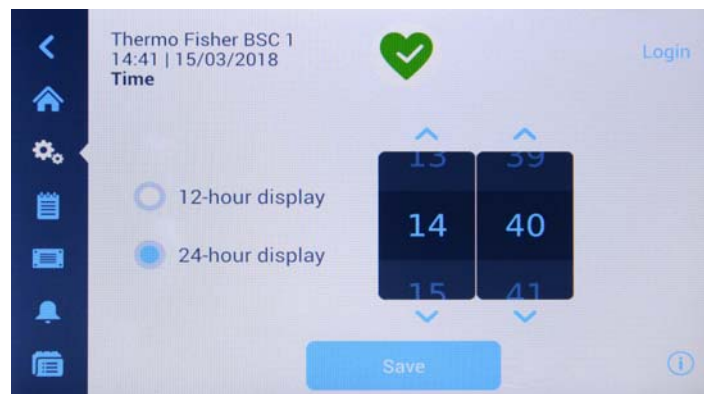 Thermo Fisher BSC 1
14:41 | 15/03/2018
Time
Login
13 39
12-hour display
14 40
24-hour display
15 41
Save